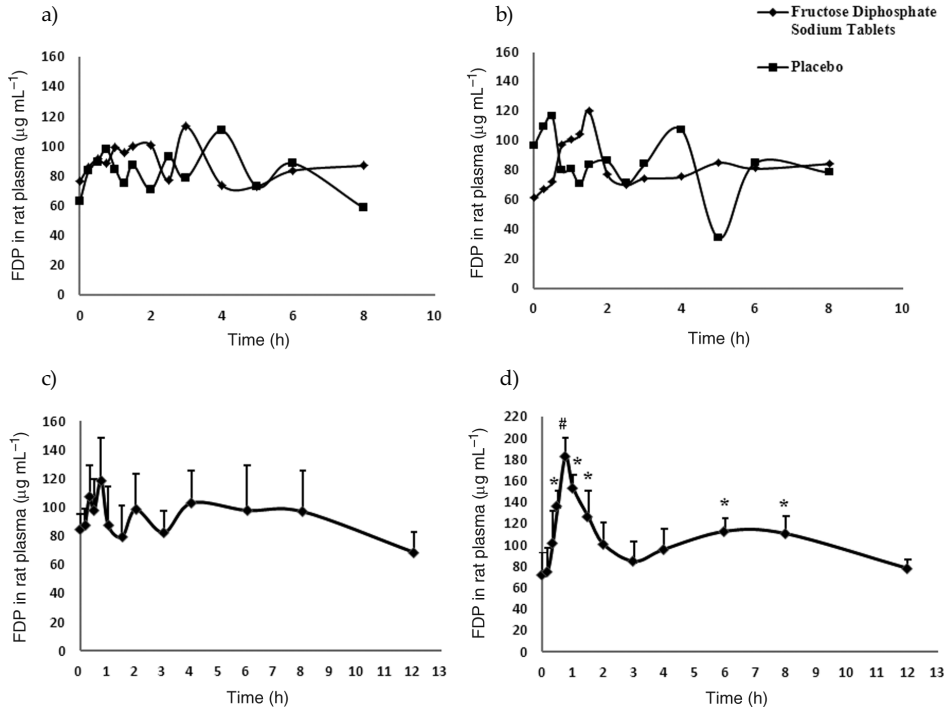 a)
b)
Fructose Diphosphate
Sodium Tablets
Placebo
FDP in rat plasma (µg mL⁻¹)
160
140
120
100
80
60
40
20
0
0 2 4 6 8 10
Time (h)
FDP in rat plasma (µg mL⁻¹)
160
140
120
100
80
60
40
20
0
0 2 4 6 8 10
Time (h)
c)
d)
FDP in rat plasma (µg mL⁻¹)
160
140
120
100
80
60
40
20
0
0 1 2 3 4 5 6 7 8 9 10 11 12 13
Time (h)
FDP in rat plasma (µg mL⁻¹)
220
200
180
160
140
120
100
80
60
40
20
0
#
* * *
* *
0 1 2 3 4 5 6 7 8 9 10 11 12 13
Time (h)